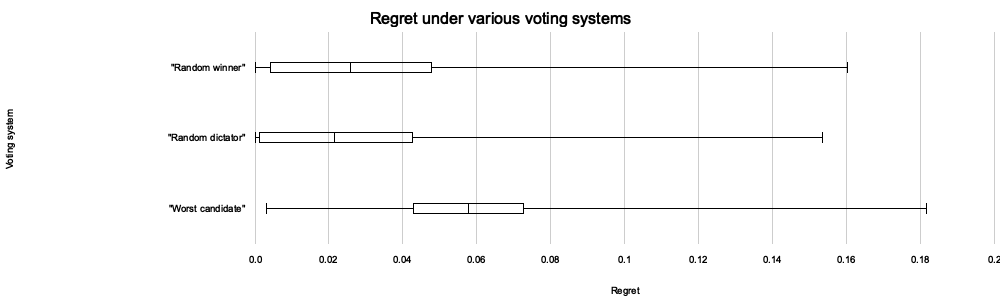 Regret under various voting systems
Voting system
"Random winner"
"Random dictator"
"Worst candidate"
0.0 0.02 0.04 0.06 0.08 0.1 0.12 0.14 0.16 0.18 0.2
Regret